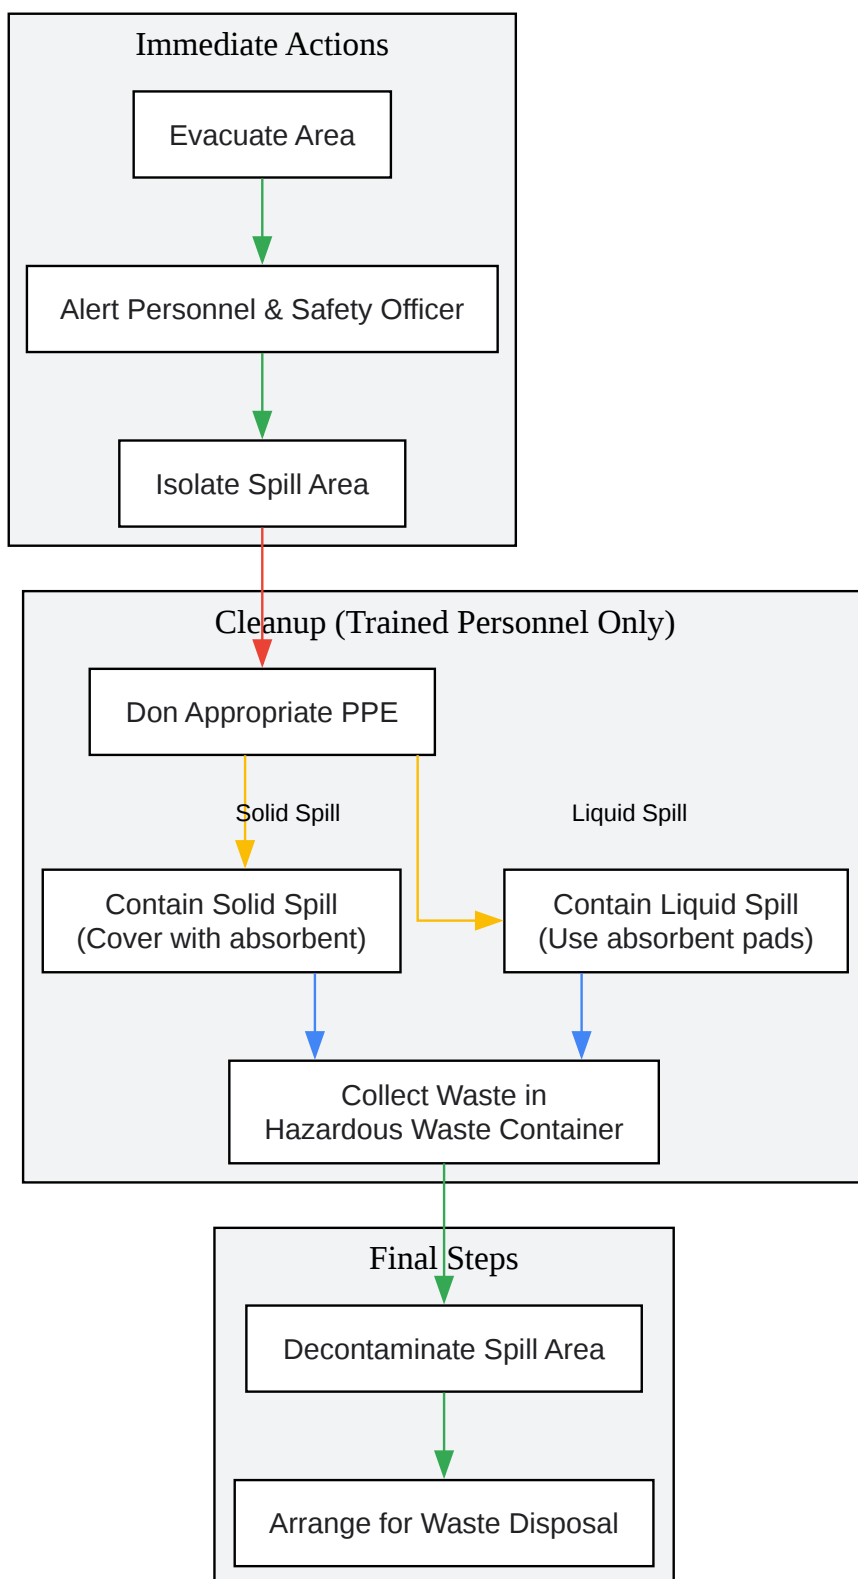 Immediate Actions
Evacuate Area
Alert Personnel & Safety Officer
Isolate Spill Area
Cleanup (Trained Personnel Only)
Don Appropriate PPE
Solid Spill
Liquid Spill
Contain Solid Spill
(Cover with absorbent)
Contain Liquid Spill
(Use absorbent pads)
Collect Waste in
Hazardous Waste Container
Final Steps
Decontaminate Spill Area
Arrange for Waste Disposal